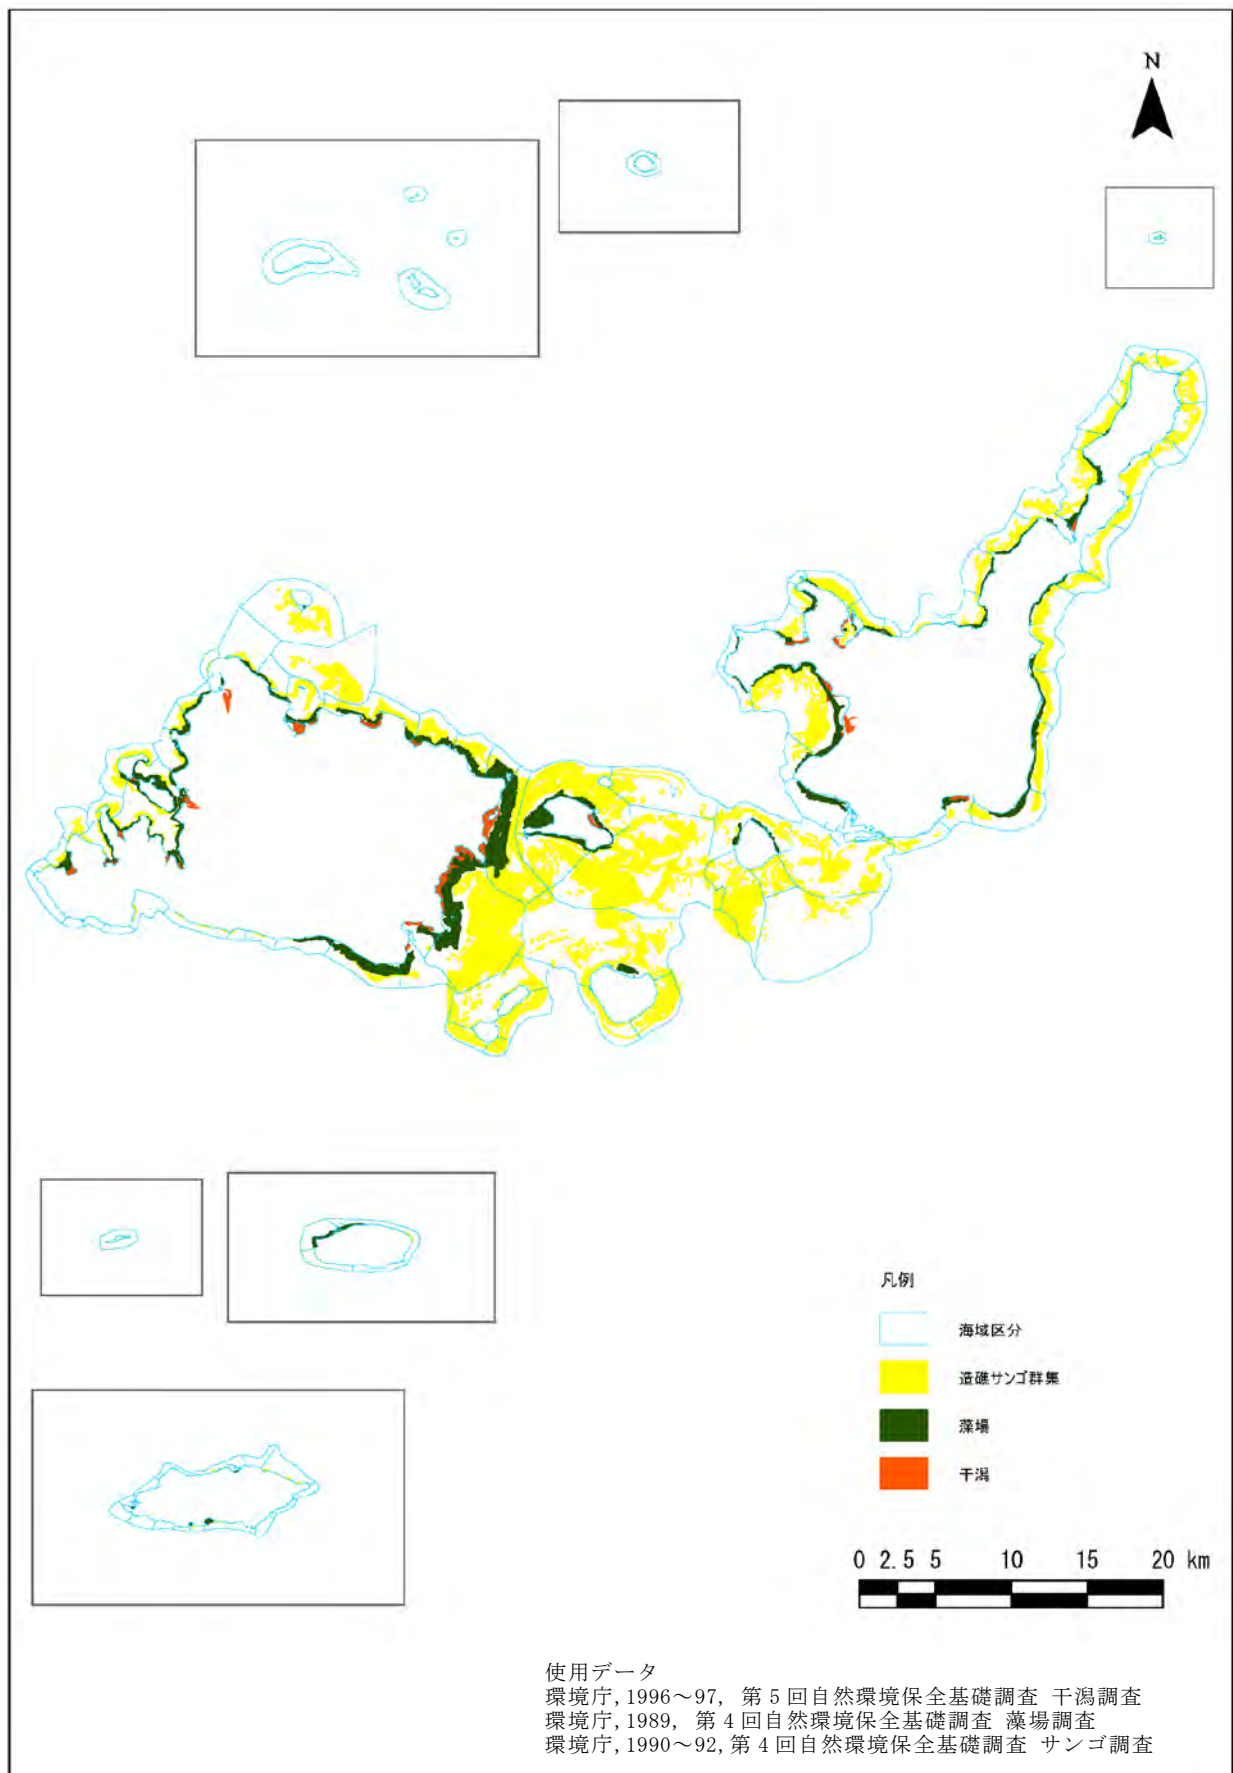 N
凡例
海域区分
造礁サンゴ群集
藻場
干潟
0 2.5 5 10 15 20 km
使用データ
環境庁,1996～97, 第5回自然環境保全基礎調査 干潟調査
環境庁,1989, 第4回自然環境保全基礎調査 藻場調査
環境庁,1990～92,第4回自然環境保全基礎調査 サンゴ調査